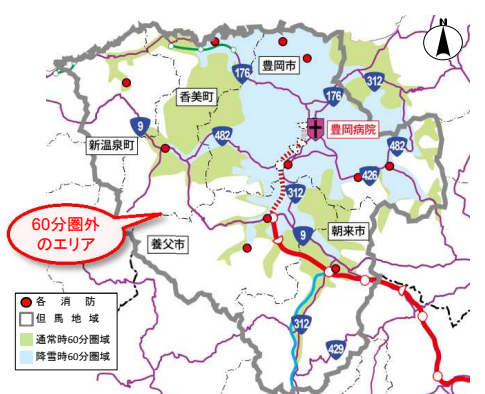 N
豊岡市
176
312
香美町
176
9
482
豊岡病院
新温泉町
482
426
312
60分圏外
のエリア
朝来市
養父市
9
各消防
但馬地域
312
通常時60分圏域
降雪時60分圏域
429